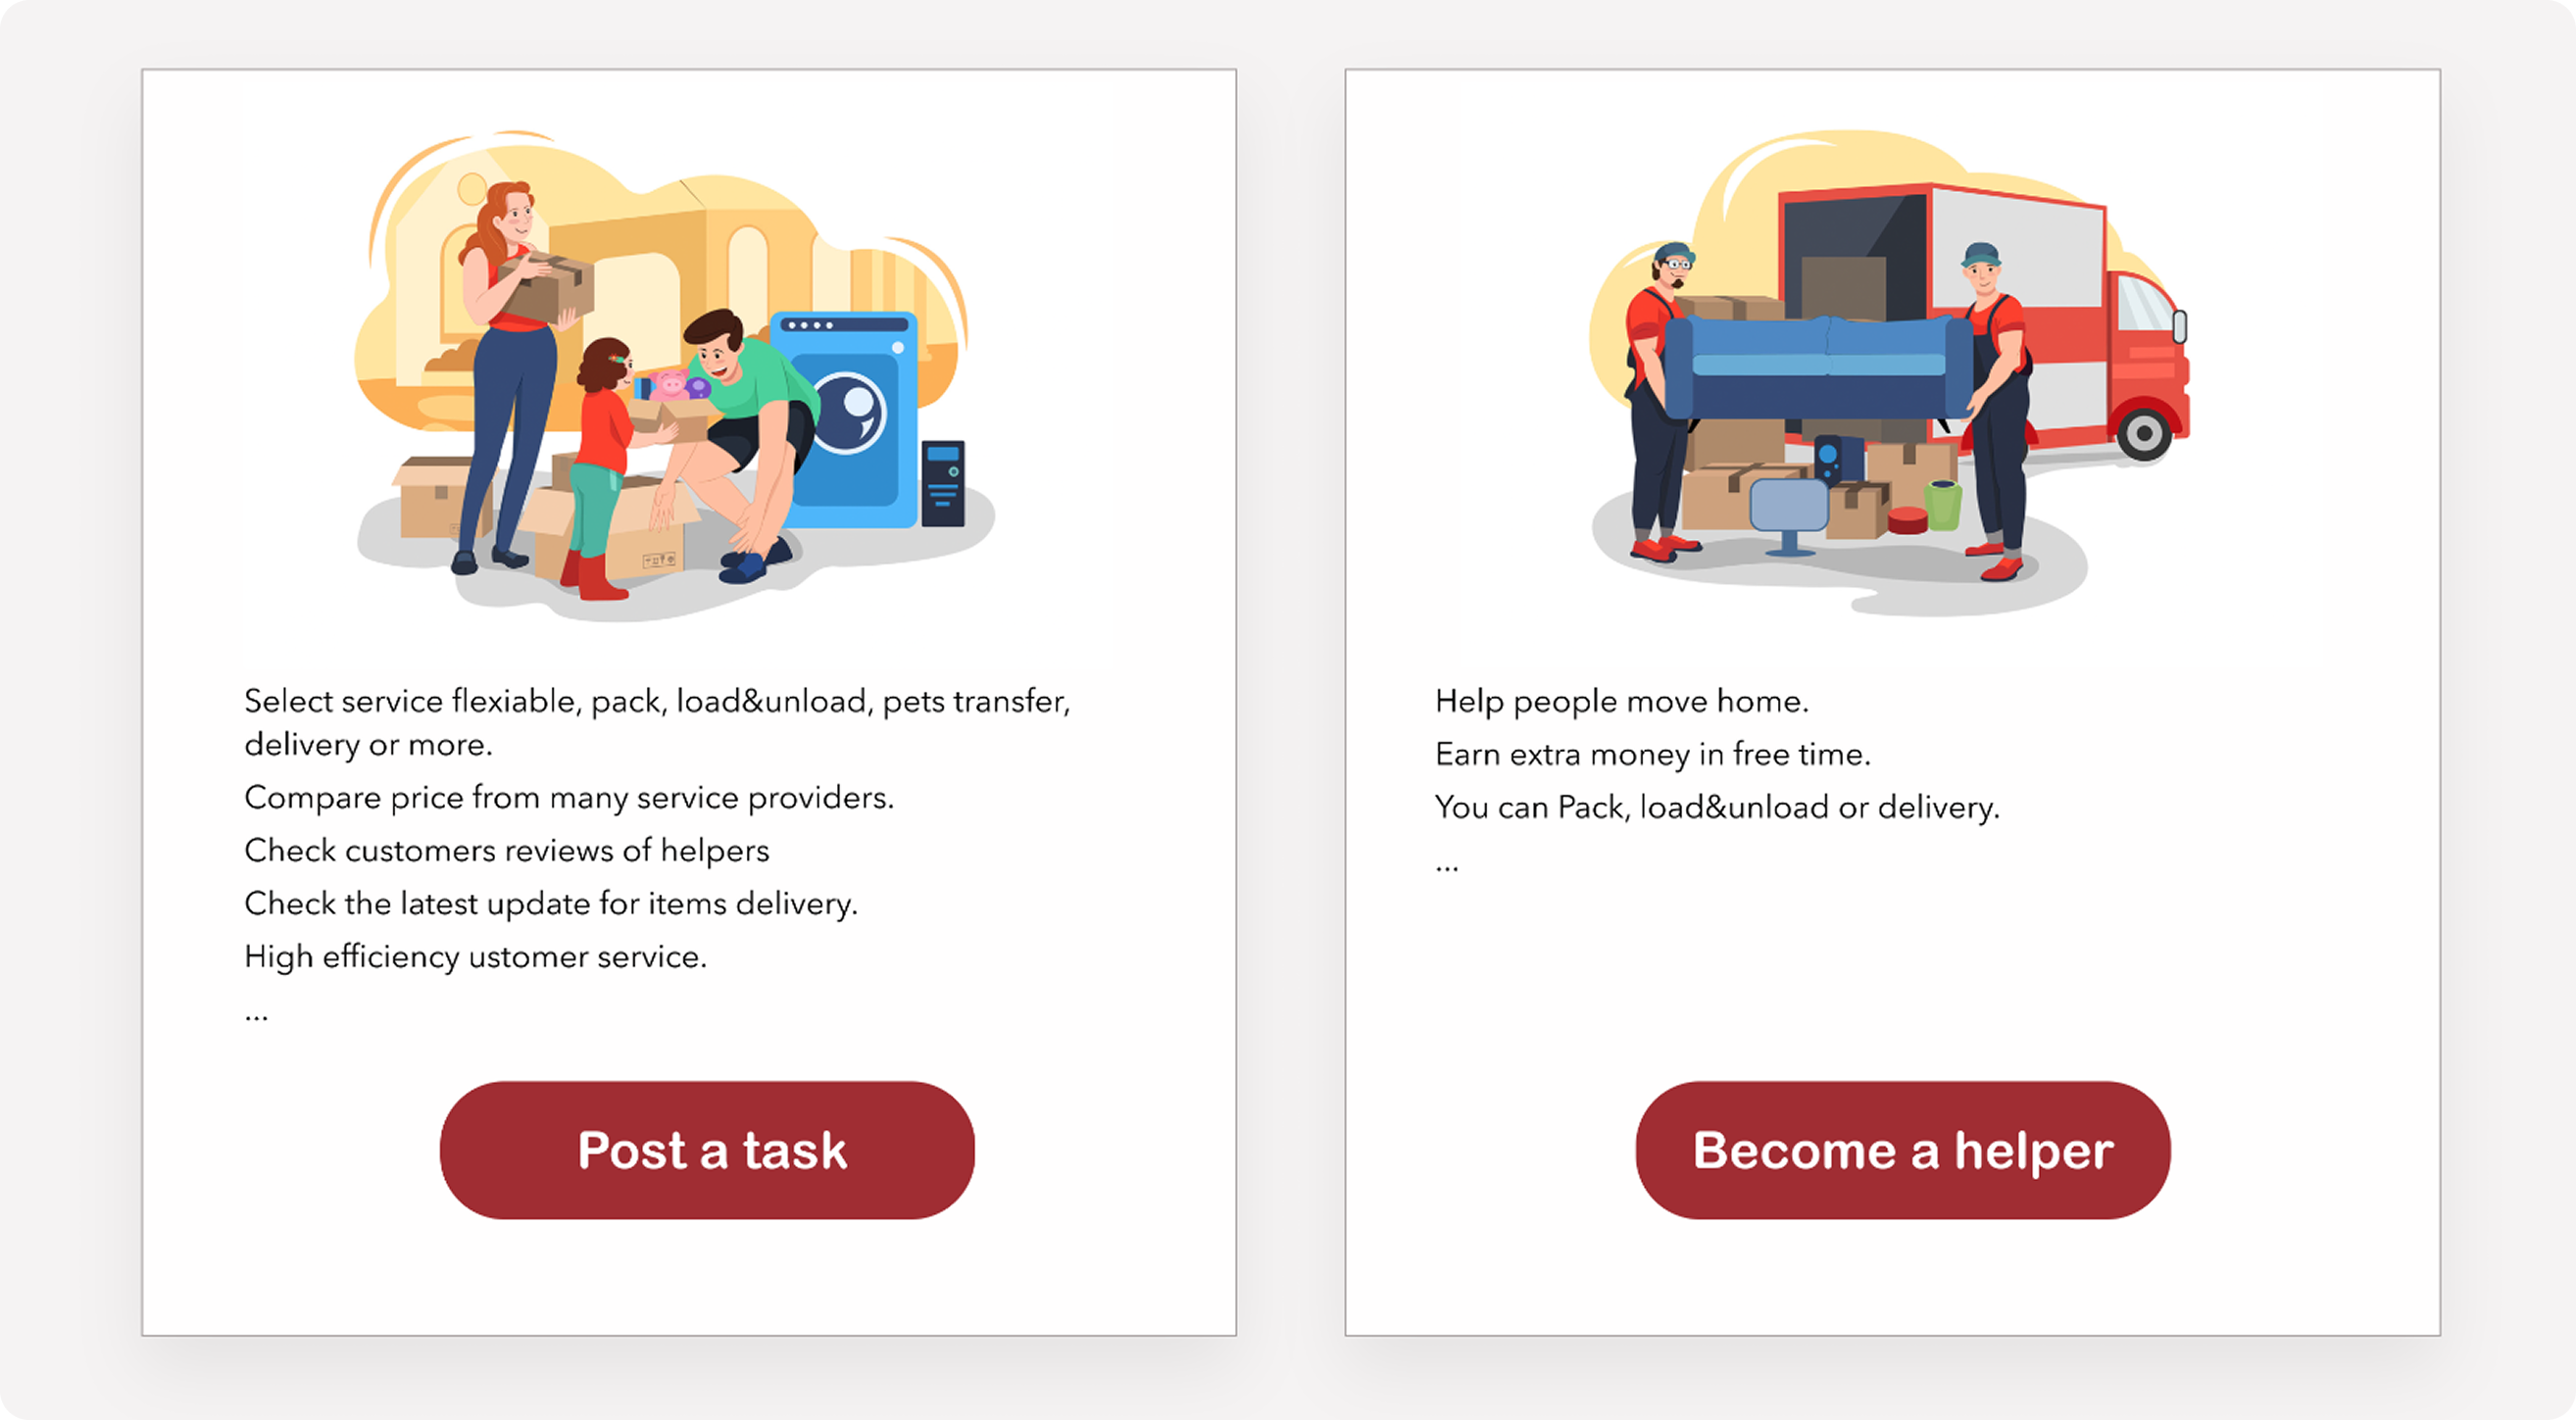 Select service flexiable, pack, load&unload, pets transfer,
delivery or more.
Compare price from many service providers.
Check customers reviews of helpers
Check the latest update for items delivery.
High efficiency ustomer service.
...
Post a task
Help people move home.
Earn extra money in free time.
You can Pack, load&unload or delivery.
...
Become a helper